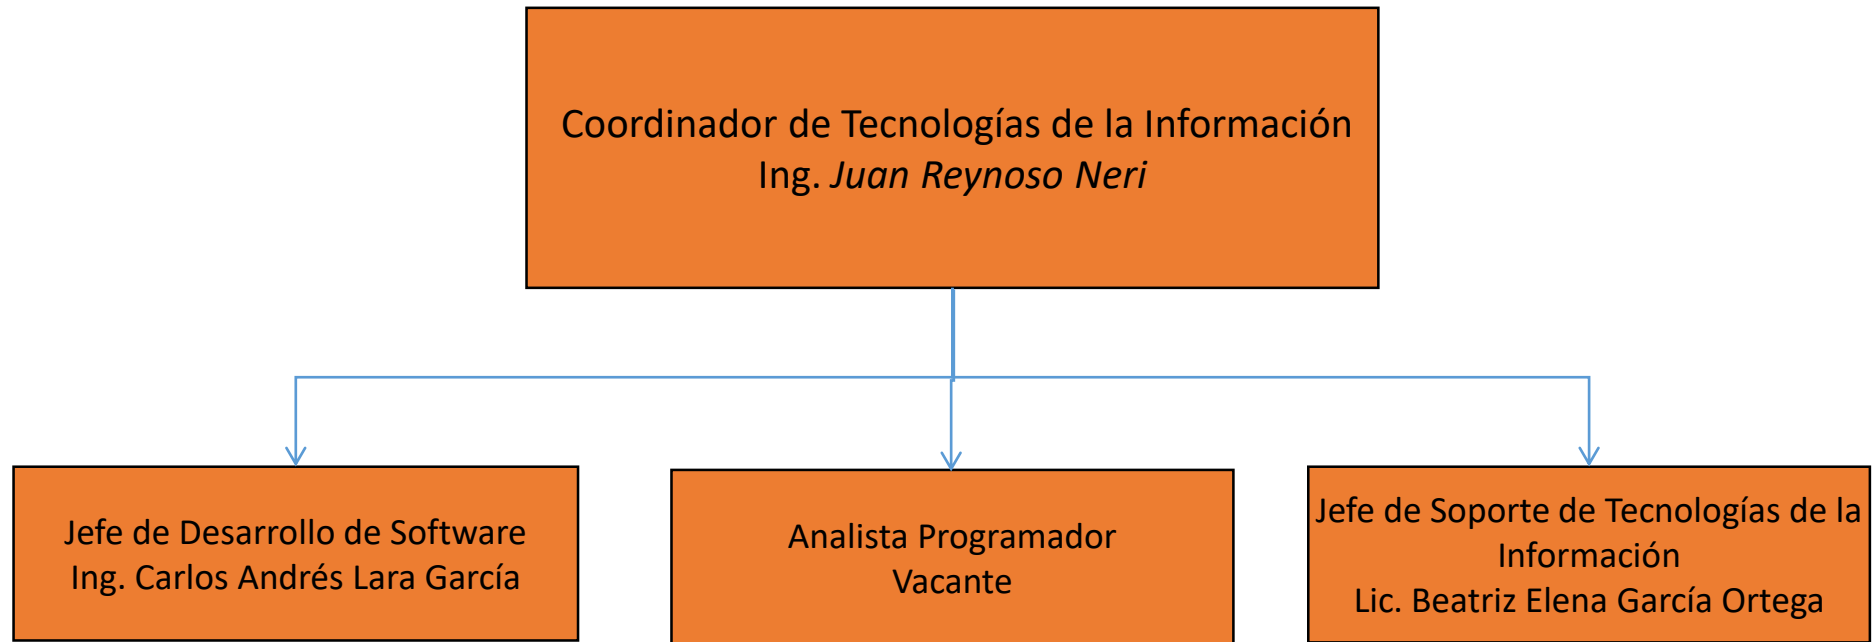 Coordinador de Tecnologías de la Información
Ing. Juan Reynoso Neri
Jefe de Desarrollo de Software
Ing. Carlos Andrés Lara García
Analista Programador
Vacante
Jefe de Soporte de Tecnologías de la
Información
Lic. Beatriz Elena García Ortega